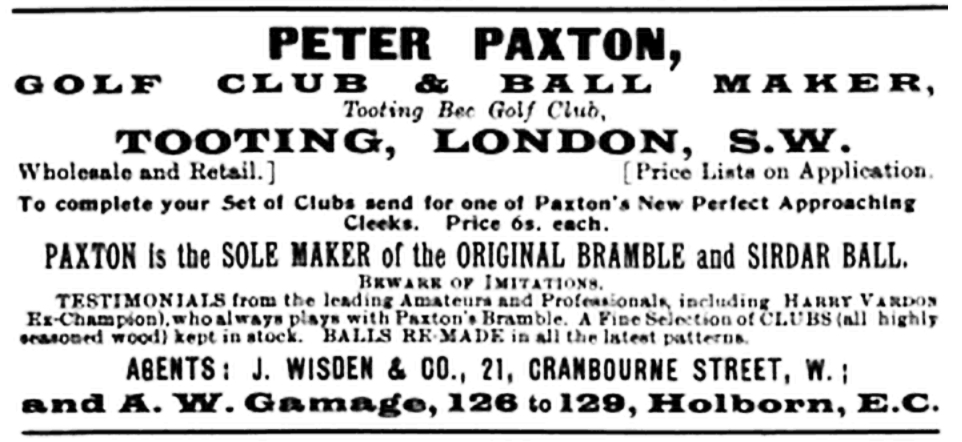 PETER PAXTON,
GOLF CLUB & BALL MAKER,
Tooting Bec Golf Club,
TOOTING, LONDON, S.W.
Wholesale and Retail.] [Price Lists on Application.
To complete your Set of Clubs send for one of Paxton's New Perfect Approaching
Cleeks. Price 6s. each.
PAXTON is the SOLE MAKER of the ORIGINAL BRAMBLE and SIRDAR BALL.
BEWARE OF IMITATIONS.
TESTIMONIALS from the leading Amateurs and Professionals, including HARRY VARDON
Ex-Champion), who always plays with Paxton's Bramble. A Fine Selection of CLUBS (all highly
seasoned wood) kept in stock. BALLS RE-MADE in all the latest patterns.
AGENTS: J. WISDEN & CO., 21, CRANBOURNE STREET, W.;
and A. W. Gamage, 126 to 129, Holborn, E.C.